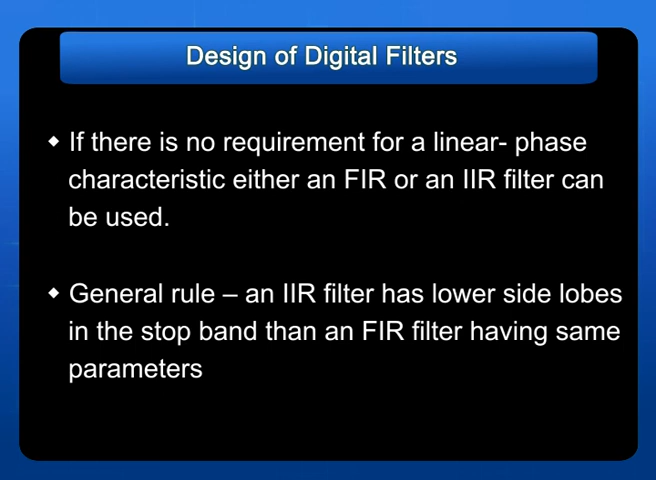 Design of Digital Filters
◆ If there is no requirement for a linear- phase
characteristic either an FIR or an IIR filter can
be used.
◆ General rule – an IIR filter has lower side lobes
in the stop band than an FIR filter having same
parameters